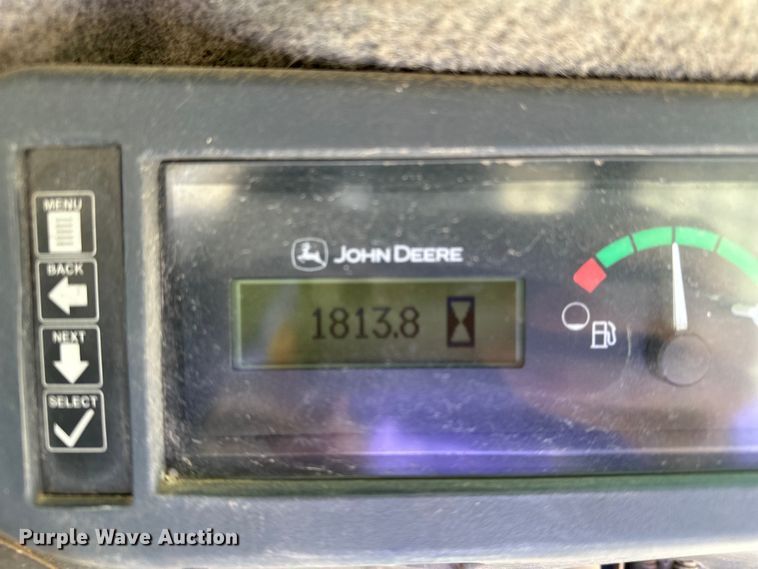 MENU
BACK
NEXT
SELECT
JOHN DEERE
1813.8
Purple Wave Auction